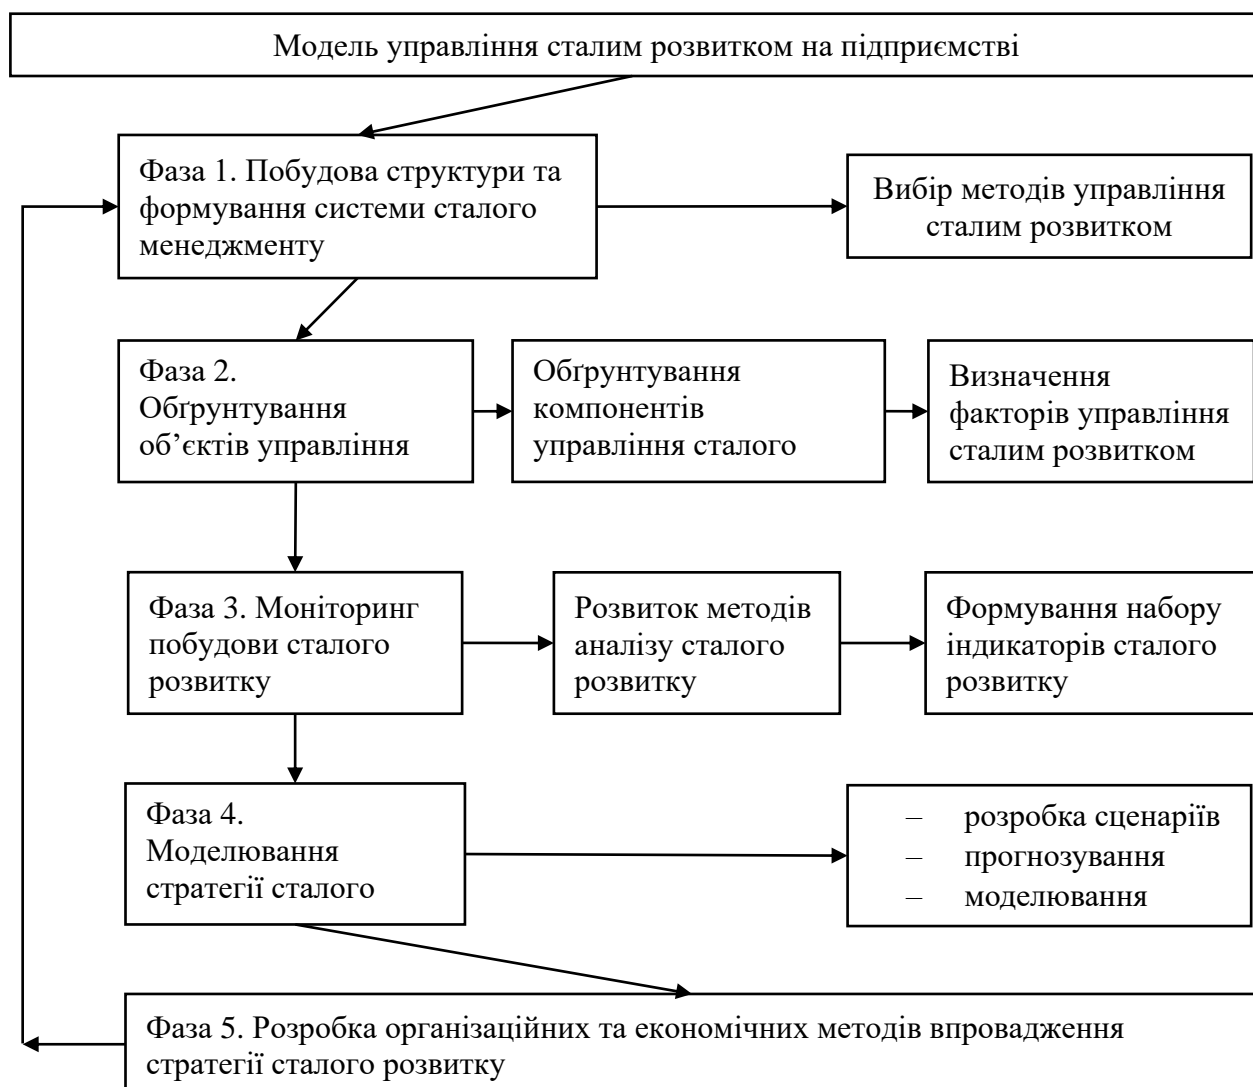 Модель управління сталим розвитком на підприємстві
Фаза 1. Побудова структури та
формування системи сталого
менеджменту
Вибір методів управління
сталим розвитком
Фаза 2.
Обґрунтування
об’єктів управління
Обґрунтування
компонентів
управління сталого
Визначення
факторів управління
сталим розвитком
Фаза 3. Моніторинг
побудови сталого
розвитку
Розвиток методів
аналізу сталого
розвитку
Формування набору
індикаторів сталого
розвитку
Фаза 4.
Моделювання
стратегії сталого
– розробка сценаріїв
– прогнозування
– моделювання
Фаза 5. Розробка організаційних та економічних методів впровадження
стратегії сталого розвитку